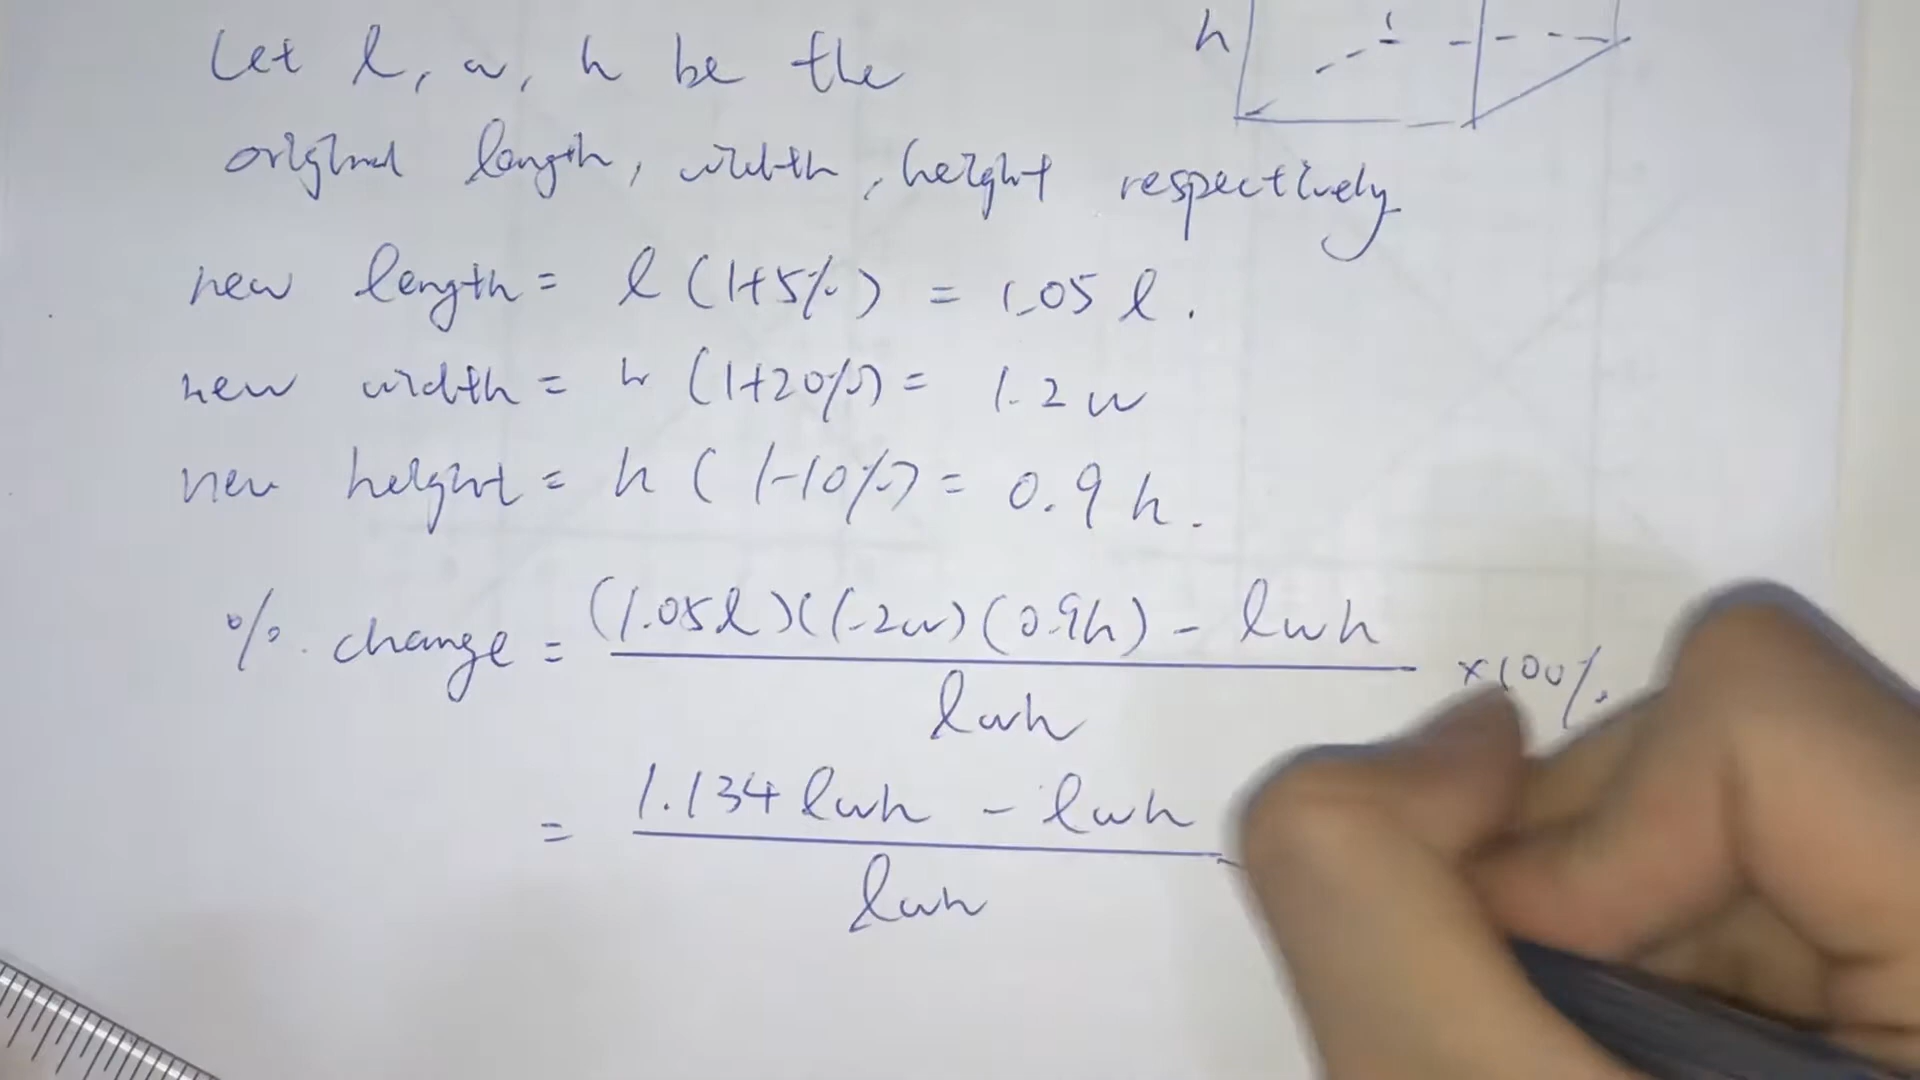 h
Let l, w, h be the
original length, width, height respectively
new length = l (1+5%) = 1.05 l.
new width = w (1+20%) = 1.2 w
new height = h (1-10%) = 0.9 h.
% change = (1.05l)(1.2w)(0.9h) - lwh
lwh
×100%
= 1.134 lwh - lwh
lwh